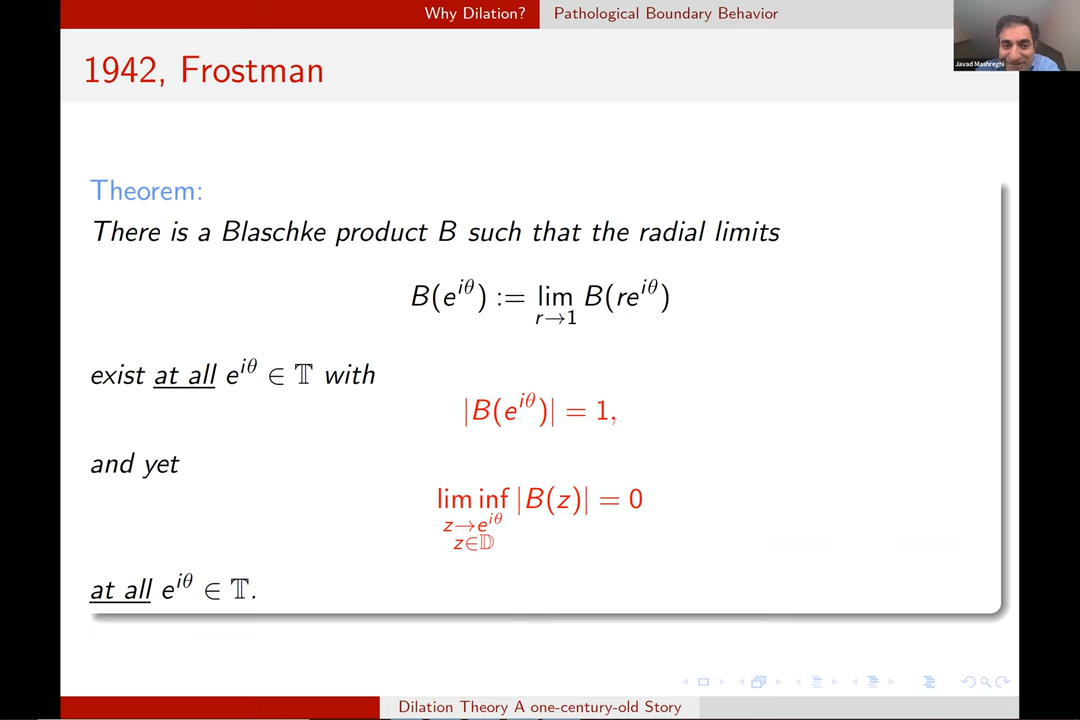 Why Dilation? Pathological Boundary Behavior
Javad Mashreghi
1942, Frostman
Theorem:
There is a Blaschke product B such that the radial limits
B(e^{iθ}) := lim_{r→1} B(re^{iθ})
exist at all e^{iθ} ∈ 𝕋 with
|B(e^{iθ})| = 1,
and yet
lim inf_{z→e^{iθ}, z∈𝔻} |B(z)| = 0
at all e^{iθ} ∈ 𝕋.
Dilation Theory A one-century-old Story